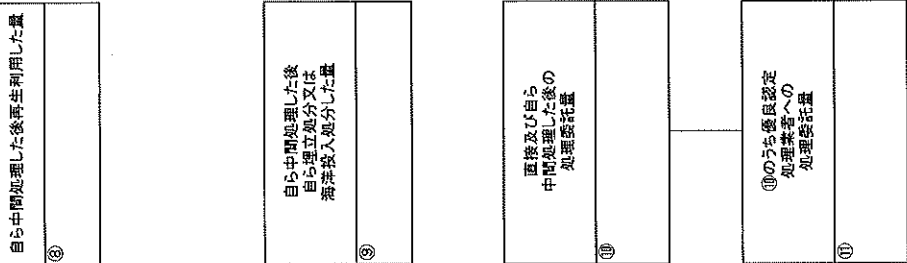 自ら中間処理した後再生利用した量
⑧
自ら中間処理した後
自ら埋立処分又は
海洋投入処分した量
⑨
直接及び自ら
中間処理した後の
処理委託量
⑩
⑩のうち優良認定
処理業者への
処理委託量
⑪